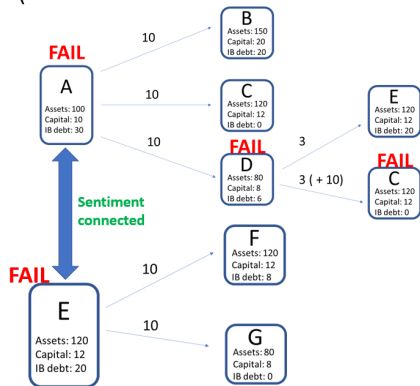 (
FAIL
A
Assets: 100
Capital: 10
IB debt: 30
10
B
Assets: 150
Capital: 20
IB debt: 20
10
C
Assets: 120
Capital: 12
IB debt: 0
10
FAIL
D
Assets: 80
Capital: 8
IB debt: 6
3
E
Assets: 120
Capital: 12
IB debt: 20
3 ( + 10)
FAIL
C
Assets: 120
Capital: 12
IB debt: 0
Sentiment
connected
FAIL
E
Assets: 120
Capital: 12
IB debt: 20
10
F
Assets: 120
Capital: 12
IB debt: 8
10
G
Assets: 80
Capital: 8
IB debt: 0